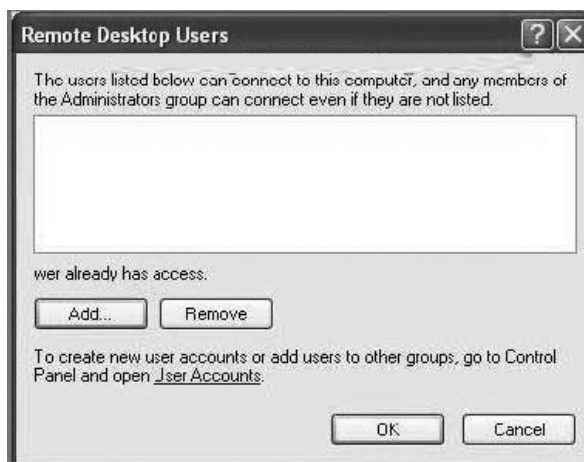 Remote Desktop Users
The users listed below can connect to this computer, and any members of
the Administrators group can connect even if they are not listed.
wer already has access.
Add...
Remove
To create new user accounts or add users to other groups, go to Control
Panel and open User Accounts.
OK
Cancel